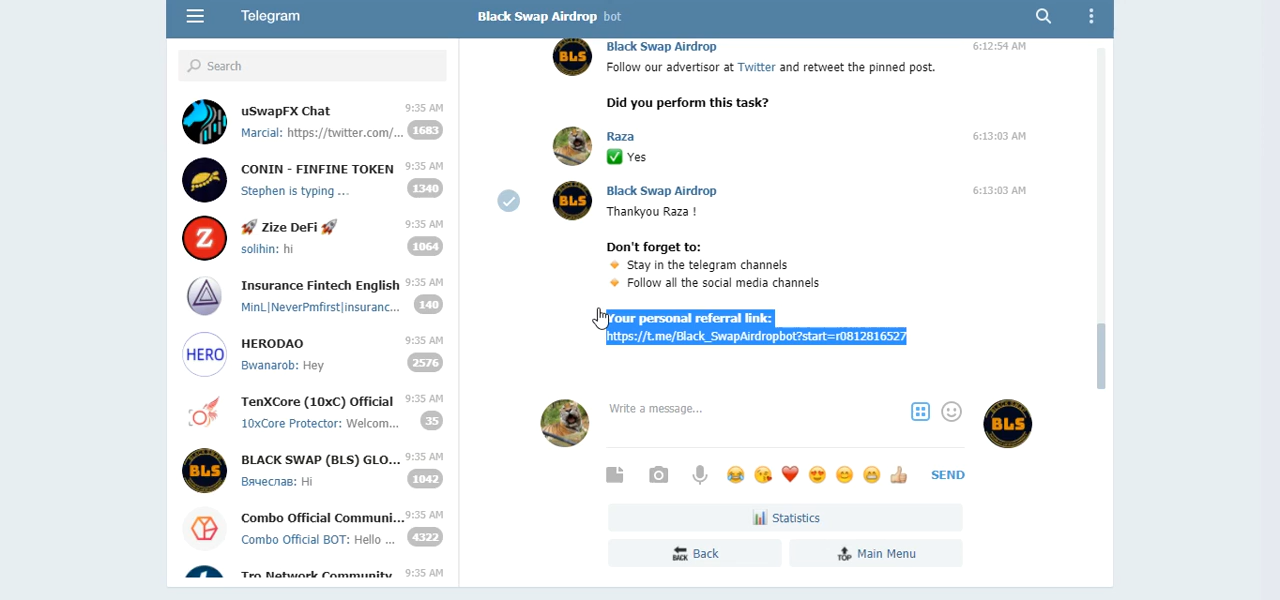 Telegram
Black Swap Airdrop bot
Search
uSwapFX Chat 9:35 AM
Marcial: https://twitter.com/... 1683
CONIN - FINFINE TOKEN 9:35 AM
Stephen is typing ... 1340
🚀 Zize DeFi 🚀 9:35 AM
solihin: hi 1064
Insurance Fintech English 9:35 AM
MinL|NeverPmfirst|insuranc... 140
HERO
HERODAO 9:35 AM
Bwanarob: Hey 2576
TenXCore (10xC) Official 9:35 AM
10xCore Protector: Welcom... 35
BLS
BLACK SWAP (BLS) GLO... 9:35 AM
Вячеслав: Hi 1042
Combo Official Communi... 9:35 AM
Combo Official BOT: Hello ... 4322
Tro Network Community 9:35 AM
BLS
Black Swap Airdrop 6:12:54 AM
Follow our advertisor at Twitter and retweet the pinned post.
Did you perform this task?
Raza 6:13:03 AM
✅ Yes
BLS
Black Swap Airdrop 6:13:03 AM
Thankyou Raza !
Don't forget to:
🔸 Stay in the telegram channels
🔸 Follow all the social media channels
Your personal referral link:
https://t.me/Black_SwapAirdropbot?start=r0812816527
Write a message...
BLS
SEND
📊 Statistics
🔙 Back
🔝 Main Menu